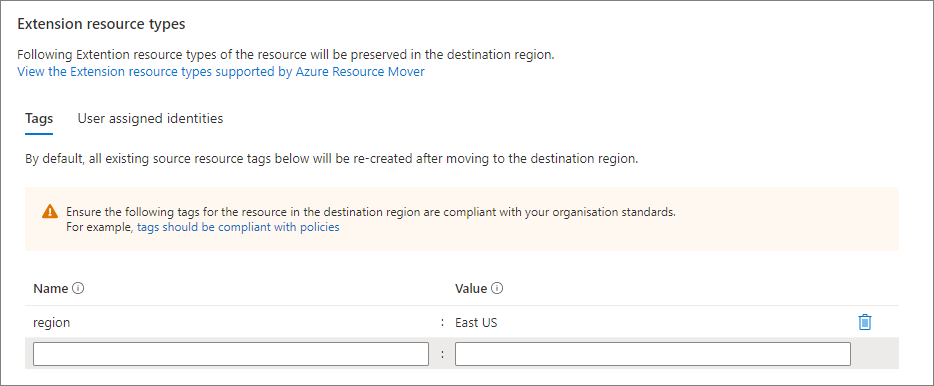 Extension resource types
Following Extention resource types of the resource will be preserved in the destination region.
View the Extension resource types supported by Azure Resource Mover
Tags User assigned identities
By default, all existing source resource tags below will be re-created after moving to the destination region.
Ensure the following tags for the resource in the destination region are compliant with your organisation standards.
For example, tags should be compliant with policies
Name Value
region : East US
: